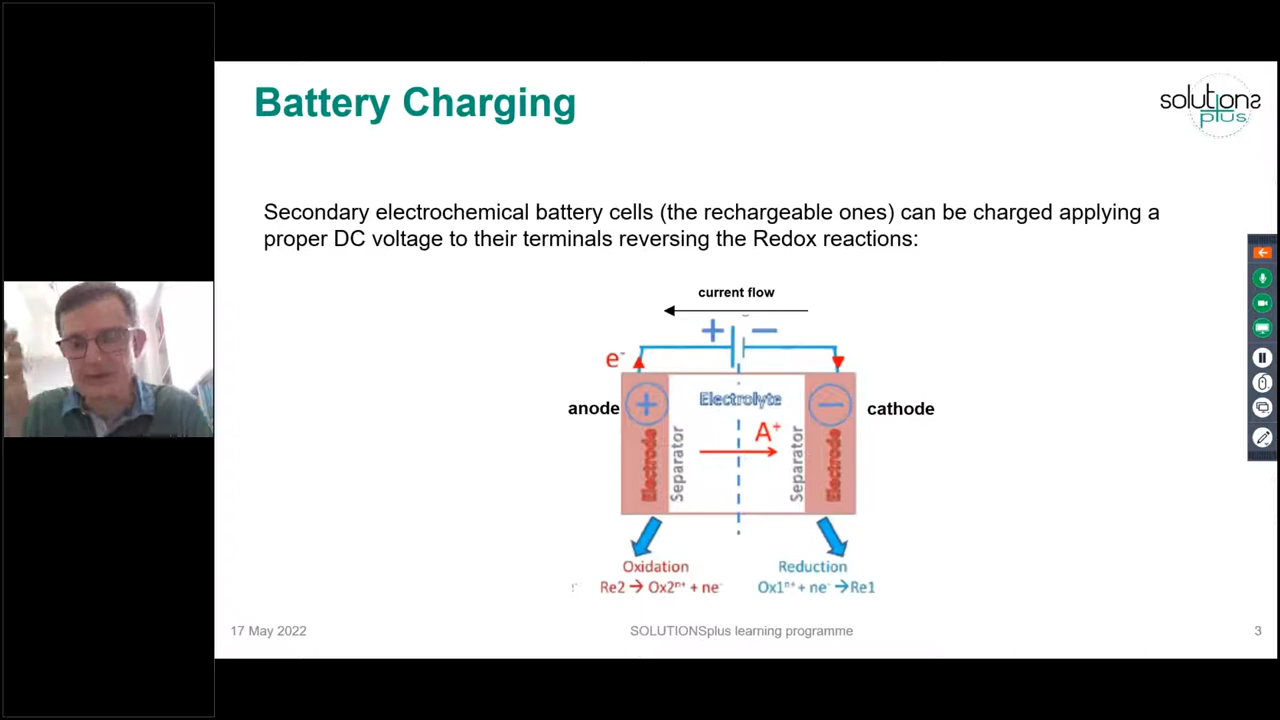 Battery Charging
solutions
plus
Secondary electrochemical battery cells (the rechargeable ones) can be charged applying a
proper DC voltage to their terminals reversing the Redox reactions:
current flow
+ −
e⁻
anode + Electrolyte − cathode
A⁺
Electrode
Separator
Separator
Electrode
Oxidation
Re2 → Ox2ⁿ⁺ + ne⁻
Reduction
Ox1ⁿ⁺ + ne⁻ → Re1
17 May 2022
SOLUTIONSplus learning programme
3